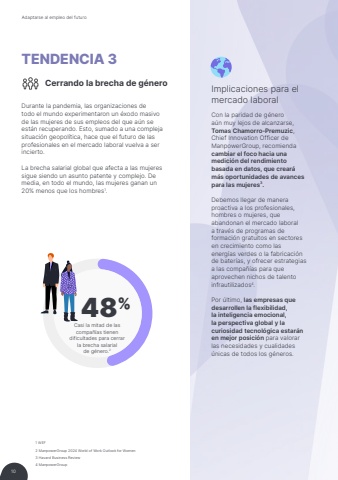 Adaptarse al empleo del futuro
TENDENCIA 3
Cerrando la brecha de género
Durante la pandemia, las organizaciones de
todo el mundo experimentaron un éxodo masivo
de las mujeres de sus empleos del que aún se
están recuperando. Esto, sumado a una compleja
situación geopolítica, hace que el futuro de las
profesionales en el mercado laboral vuelva a ser
incierto.
La brecha salarial global que afecta a las mujeres
sigue siendo un asunto patente y complejo. De
media, en todo el mundo, las mujeres ganan un
20% menos que los hombres¹.
48%
Casi la mitad de las
compañías tienen
dificultades para cerrar
la brecha salarial
de género.²
1 WEF
2 ManpowerGroup 2026 World of Work Outlook for Women
3 Harvard Business Review
4 ManpowerGroup
10
Implicaciones para el
mercado laboral
Con la paridad de género
aún muy lejos de alcanzarse,
Tomas Chamorro-Premuzic,
Chief Innovation Officer de
ManpowerGroup, recomienda
cambiar el foco hacia una
medición del rendimiento
basada en datos, que creará
más oportunidades de avances
para las mujeres³.
Debemos llegar de manera
proactiva a los profesionales,
hombres o mujeres, que
abandonan el mercado laboral
a través de programas de
formación gratuitos en sectores
en crecimiento como las
energías verdes o la fabricación
de baterías, y ofrecer estrategias
a las compañías para que
aprovechen nichos de talento
infrautilizados⁴.
Por último, las empresas que
desarrollen la flexibilidad,
la inteligencia emocional,
la perspectiva global y la
curiosidad tecnológica estarán
en mejor posición para valorar
las necesidades y cualidades
únicas de todos los géneros.